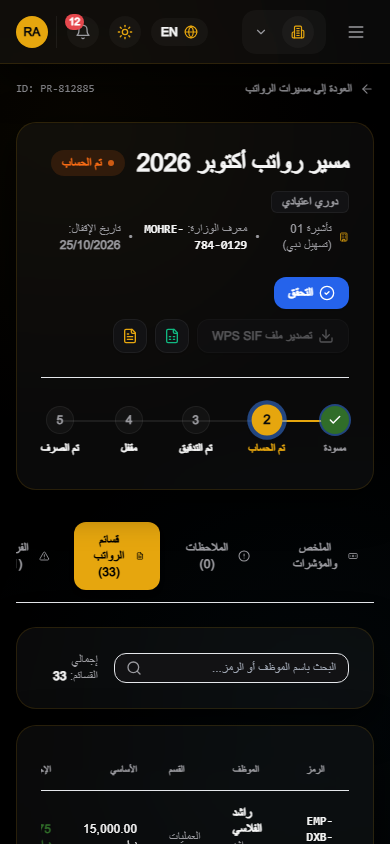 RA
12
EN
العودة إلى مسيرات الرواتب
ID: PR-812885
مسير رواتب أكتوبر 2026
تم الحساب
دوري اعتيادي
تأشيرة 01 (تسهيل دبي)
•
معرف الوزارة: MOHRE-784-0129
•
تاريخ الإقفال: 25/10/2026
التحقق
تصدير ملف WPS SIF
2
3
4
5
مسودة
تم الحساب
تم التدقيق
مقفل
تم الصرف
الملخص والمؤشرات
الملاحظات (0)
قسائم الرواتب (33)
البحث باسم الموظف أو الرمز...
إجمالي القسائم: 33
الرمز
الموظف
القسم
الأساسي
EMP-DXB-
راشد الفلاسي
العمليات
15,000.00